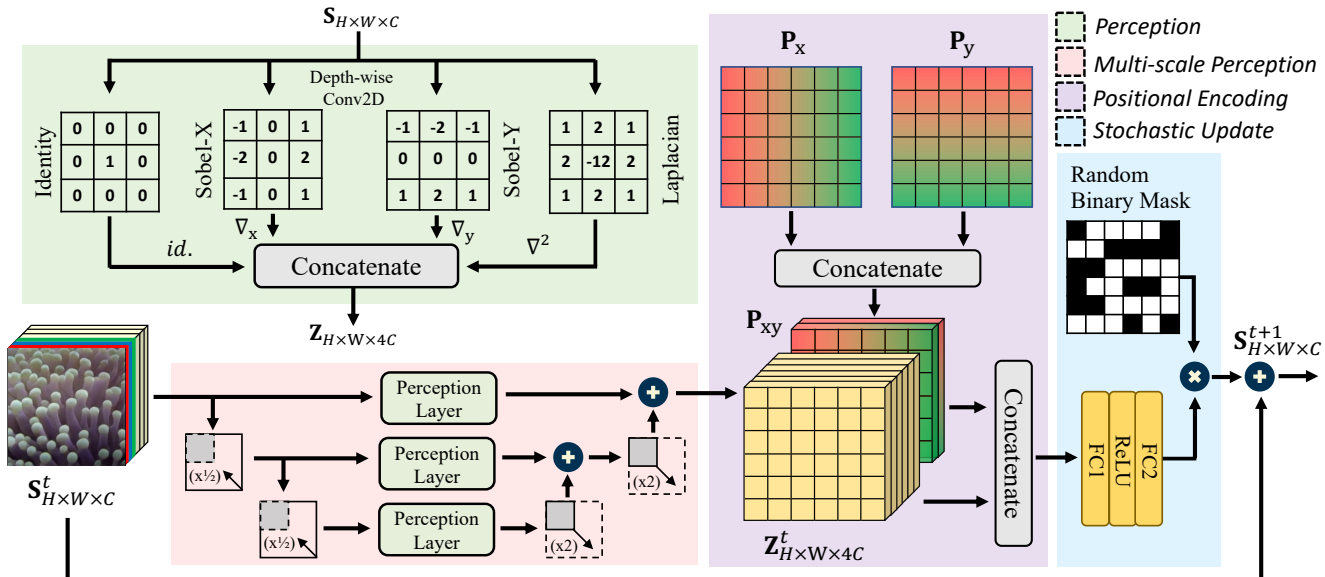 S_{H×W×C}
Depth-wise
Conv2D
Identity
0 0 0
0 1 0
0 0 0
Sobel-X
-1 0 1
-2 0 2
-1 0 1
-1 -2 -1
0 0 0
1 2 1
Sobel-Y
1 2 1
2 -12 2
1 2 1
Laplacian
id.
∇_x
∇_y
∇²
Concatenate
Z_{H×W×4C}
S^t_{H×W×C}
(x½)
(x½)
Perception
Layer
Perception
Layer
Perception
Layer
(x2)
(x2)
P_x
P_y
Concatenate
P_{xy}
Z^t_{H×W×4C}
Concatenate
Perception
Multi-scale Perception
Positional Encoding
Stochastic Update
Random
Binary Mask
FC1
ReLU
FC2
S^{t+1}_{H×W×C}